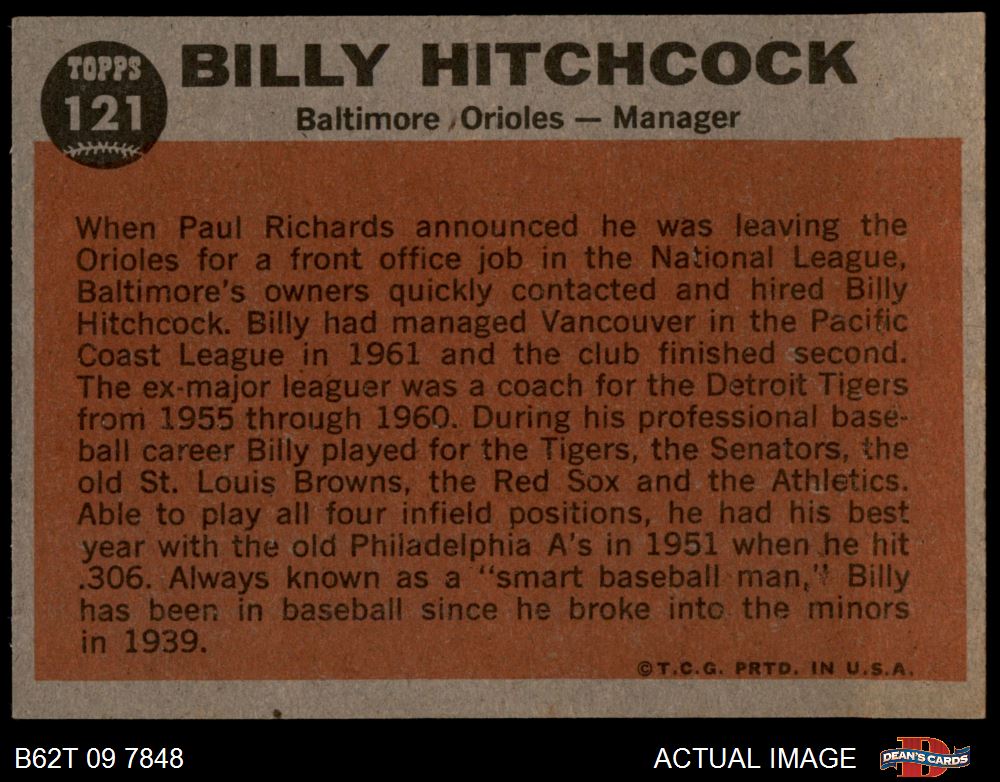 TOPPS
121
BILLY HITCHCOCK
Baltimore Orioles — Manager
When Paul Richards announced he was leaving the
Orioles for a front office job in the National League,
Baltimore's owners quickly contacted and hired Billy
Hitchcock. Billy had managed Vancouver in the Pacific
Coast League in 1961 and the club finished second.
The ex-major leaguer was a coach for the Detroit Tigers
from 1955 through 1960. During his professional base-
ball career Billy played for the Tigers, the Senators, the
old St. Louis Browns, the Red Sox and the Athletics.
Able to play all four infield positions, he had his best
year with the old Philadelphia A's in 1951 when he hit
.306. Always known as a "smart baseball man," Billy
has been in baseball since he broke into the minors
in 1939.
©T.C.G. PRTD. IN U.S.A.
B62T 09 7848
ACTUAL IMAGE
D
DEAN'S CARDS